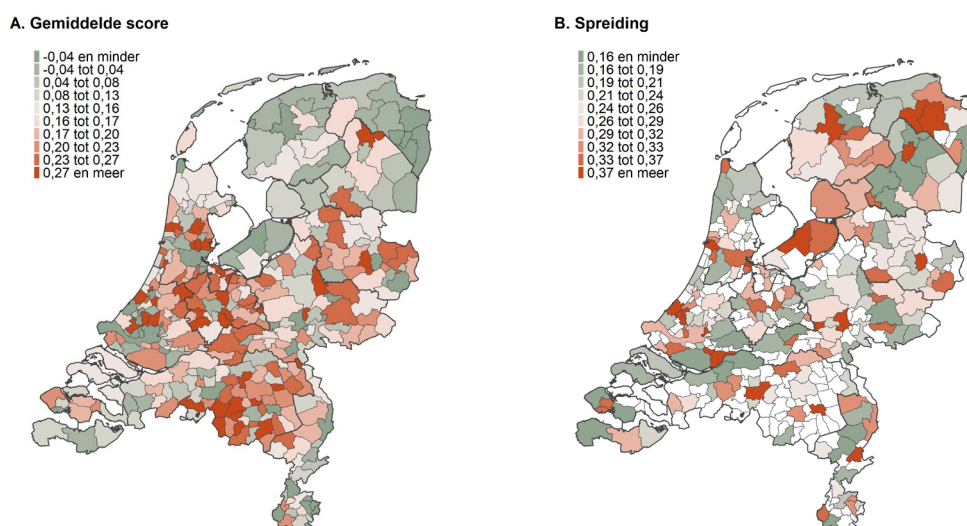 A. Gemiddelde score
-0,04 en minder
-0,04 tot 0,04
0,04 tot 0,08
0,08 tot 0,13
0,13 tot 0,16
0,16 tot 0,17
0,17 tot 0,20
0,20 tot 0,23
0,23 tot 0,27
0,27 en meer
B. Spreiding
0,16 en minder
0,16 tot 0,19
0,19 tot 0,21
0,21 tot 0,24
0,24 tot 0,26
0,26 tot 0,29
0,29 tot 0,32
0,32 tot 0,33
0,33 tot 0,37
0,37 en meer